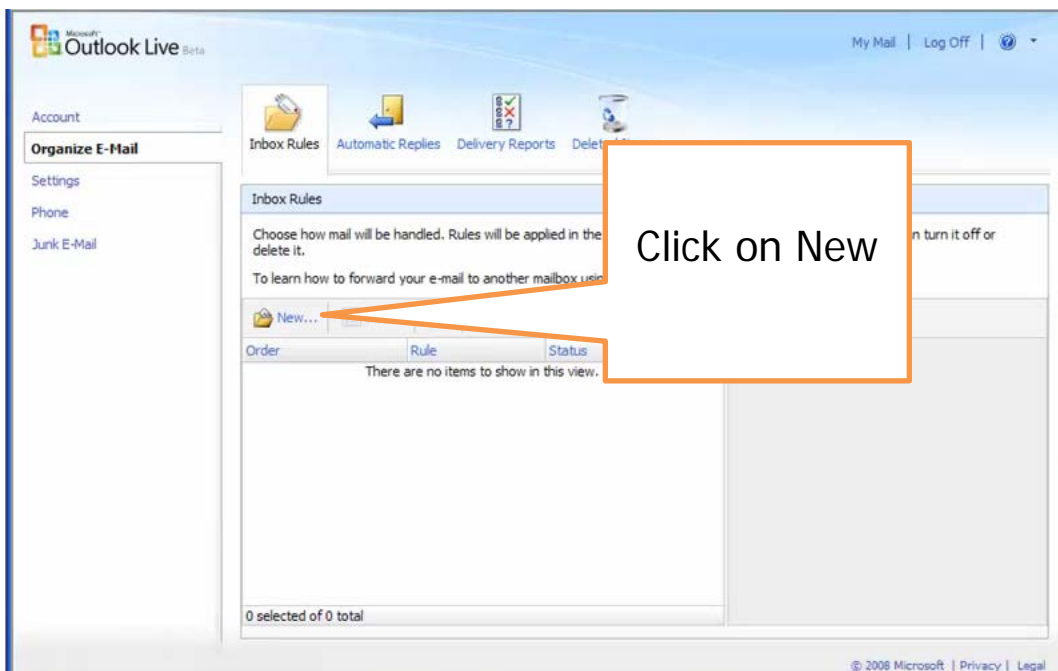 Microsoft®
Outlook Live Beta
My Mail | Log Off |
Account
Organize E-Mail
Settings
Phone
Junk E-Mail
Inbox Rules
Automatic Replies
Delivery Reports
Inbox Rules
Choose how mail will be handled. Rules will be applied in the
n turn it off or
delete it.
To learn how to forward your e-mail to another mailbox
Click on New
New...
Order
Rule
Status
There are no items to show in this view.
0 selected of 0 total
© 2008 Microsoft | Privacy | Legal